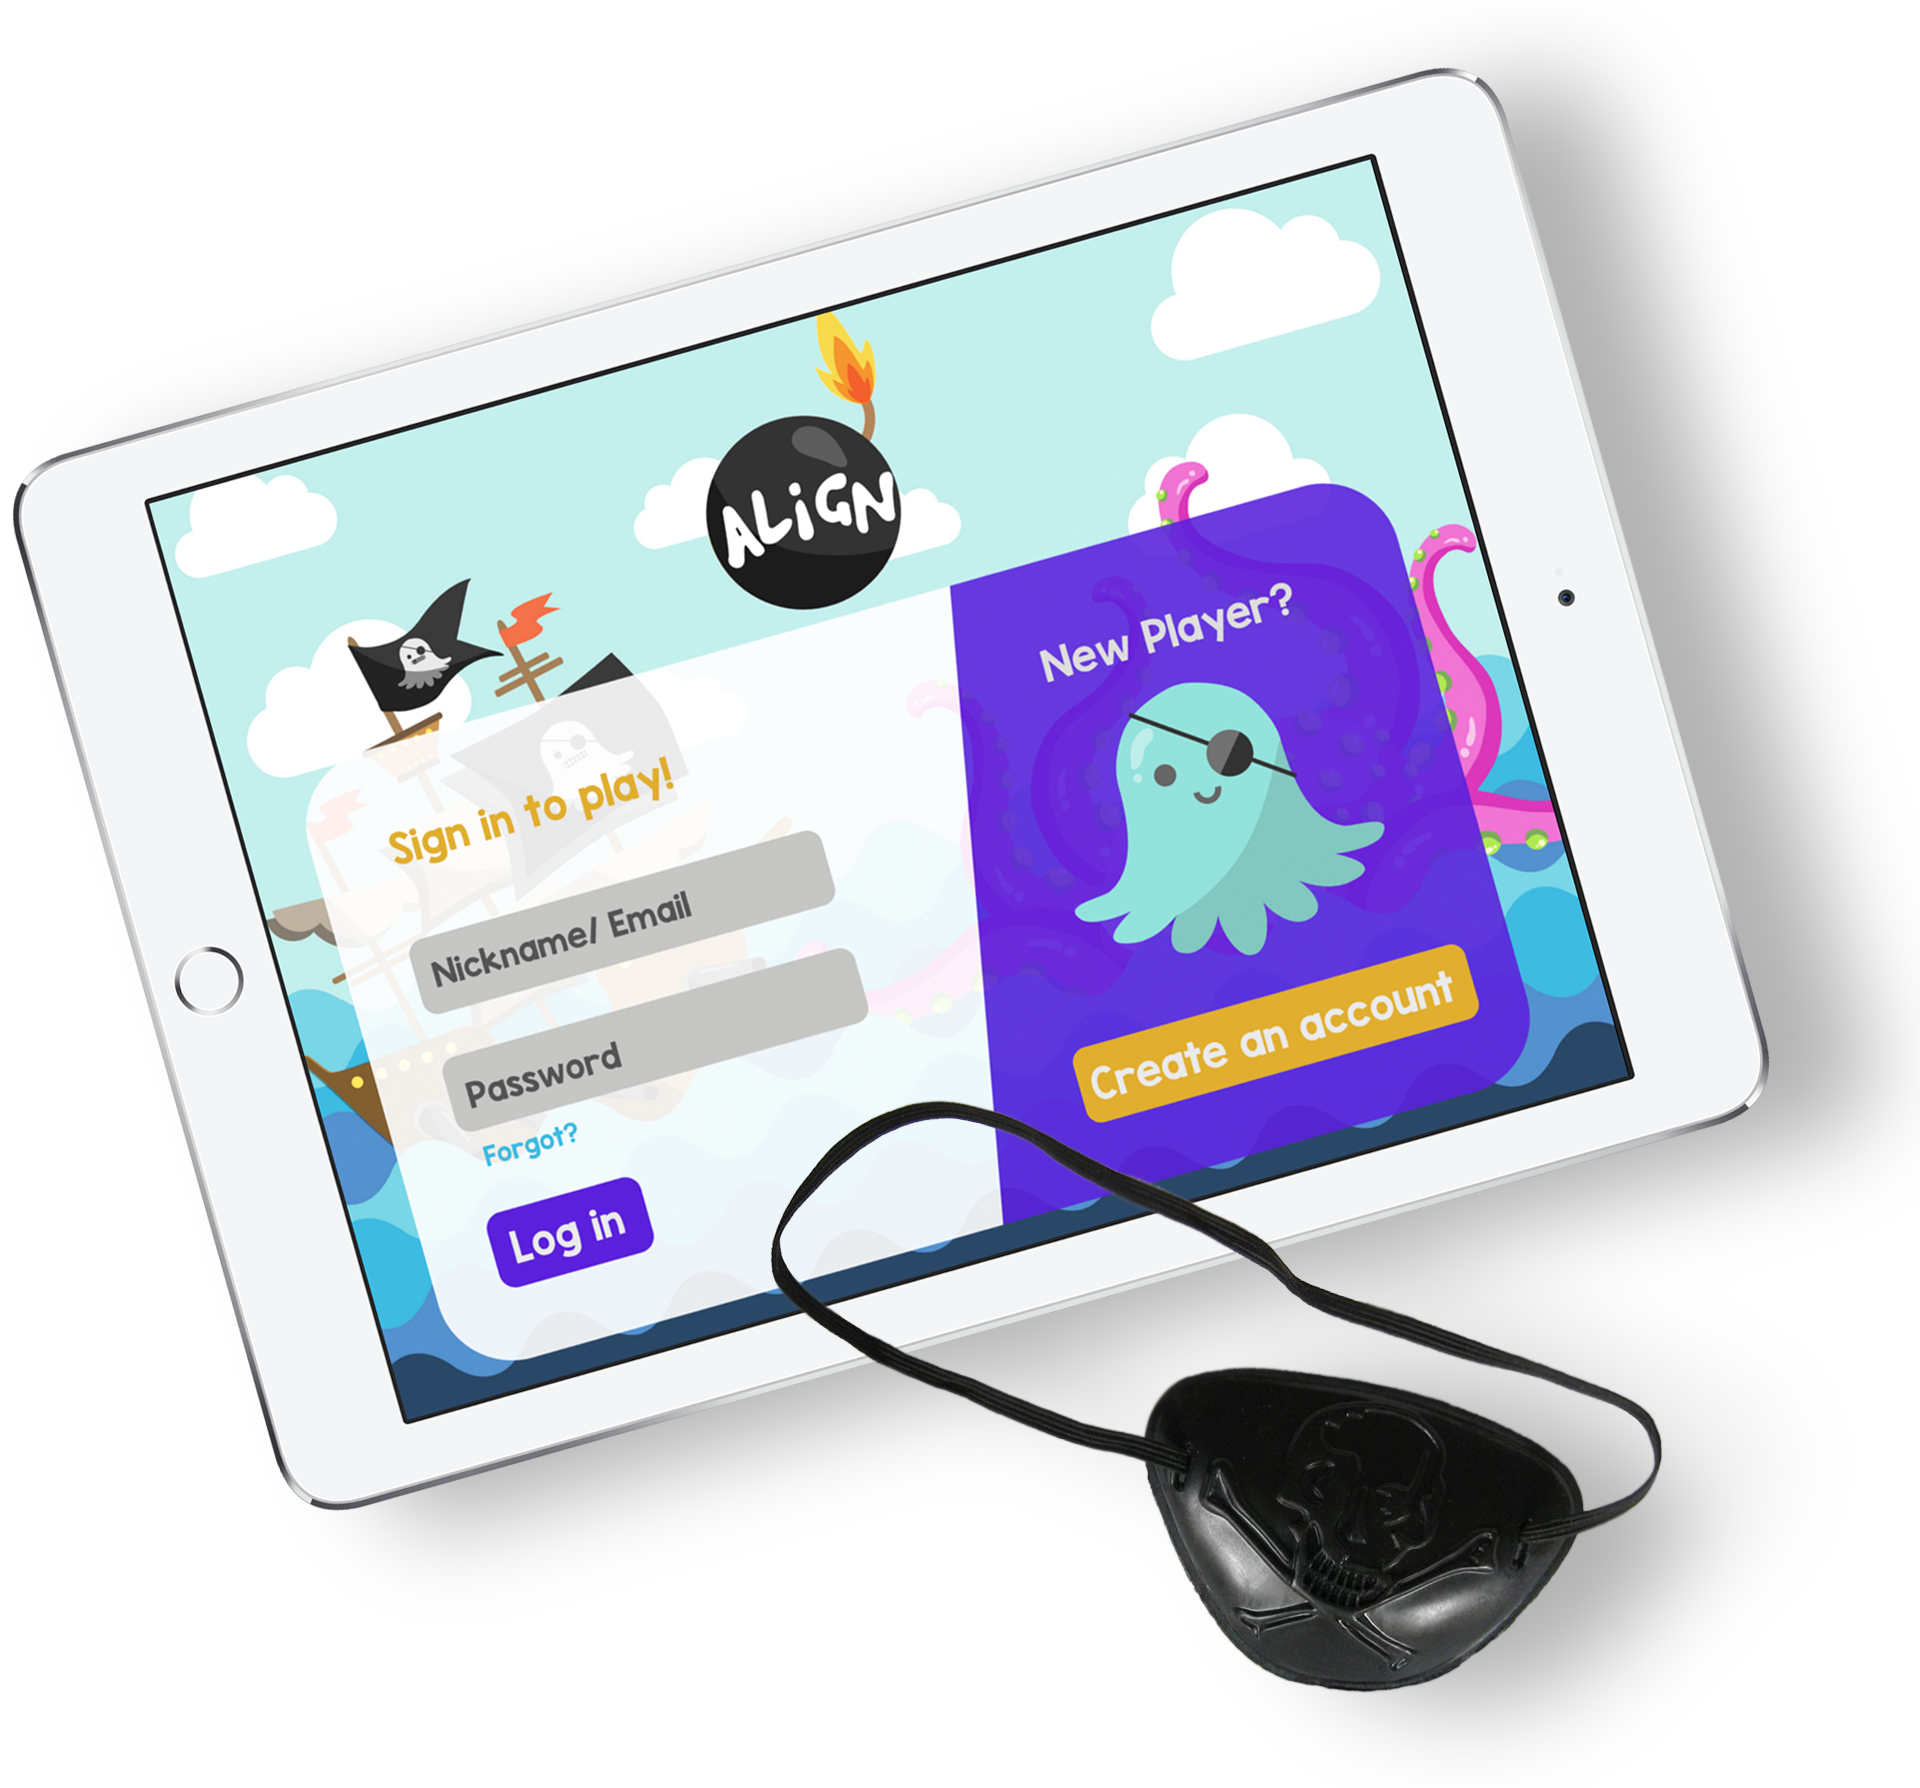 ALiGN
Sign in to play!
Nickname/ Email
Password
Forgot?
Log in
New Player?
Create an account